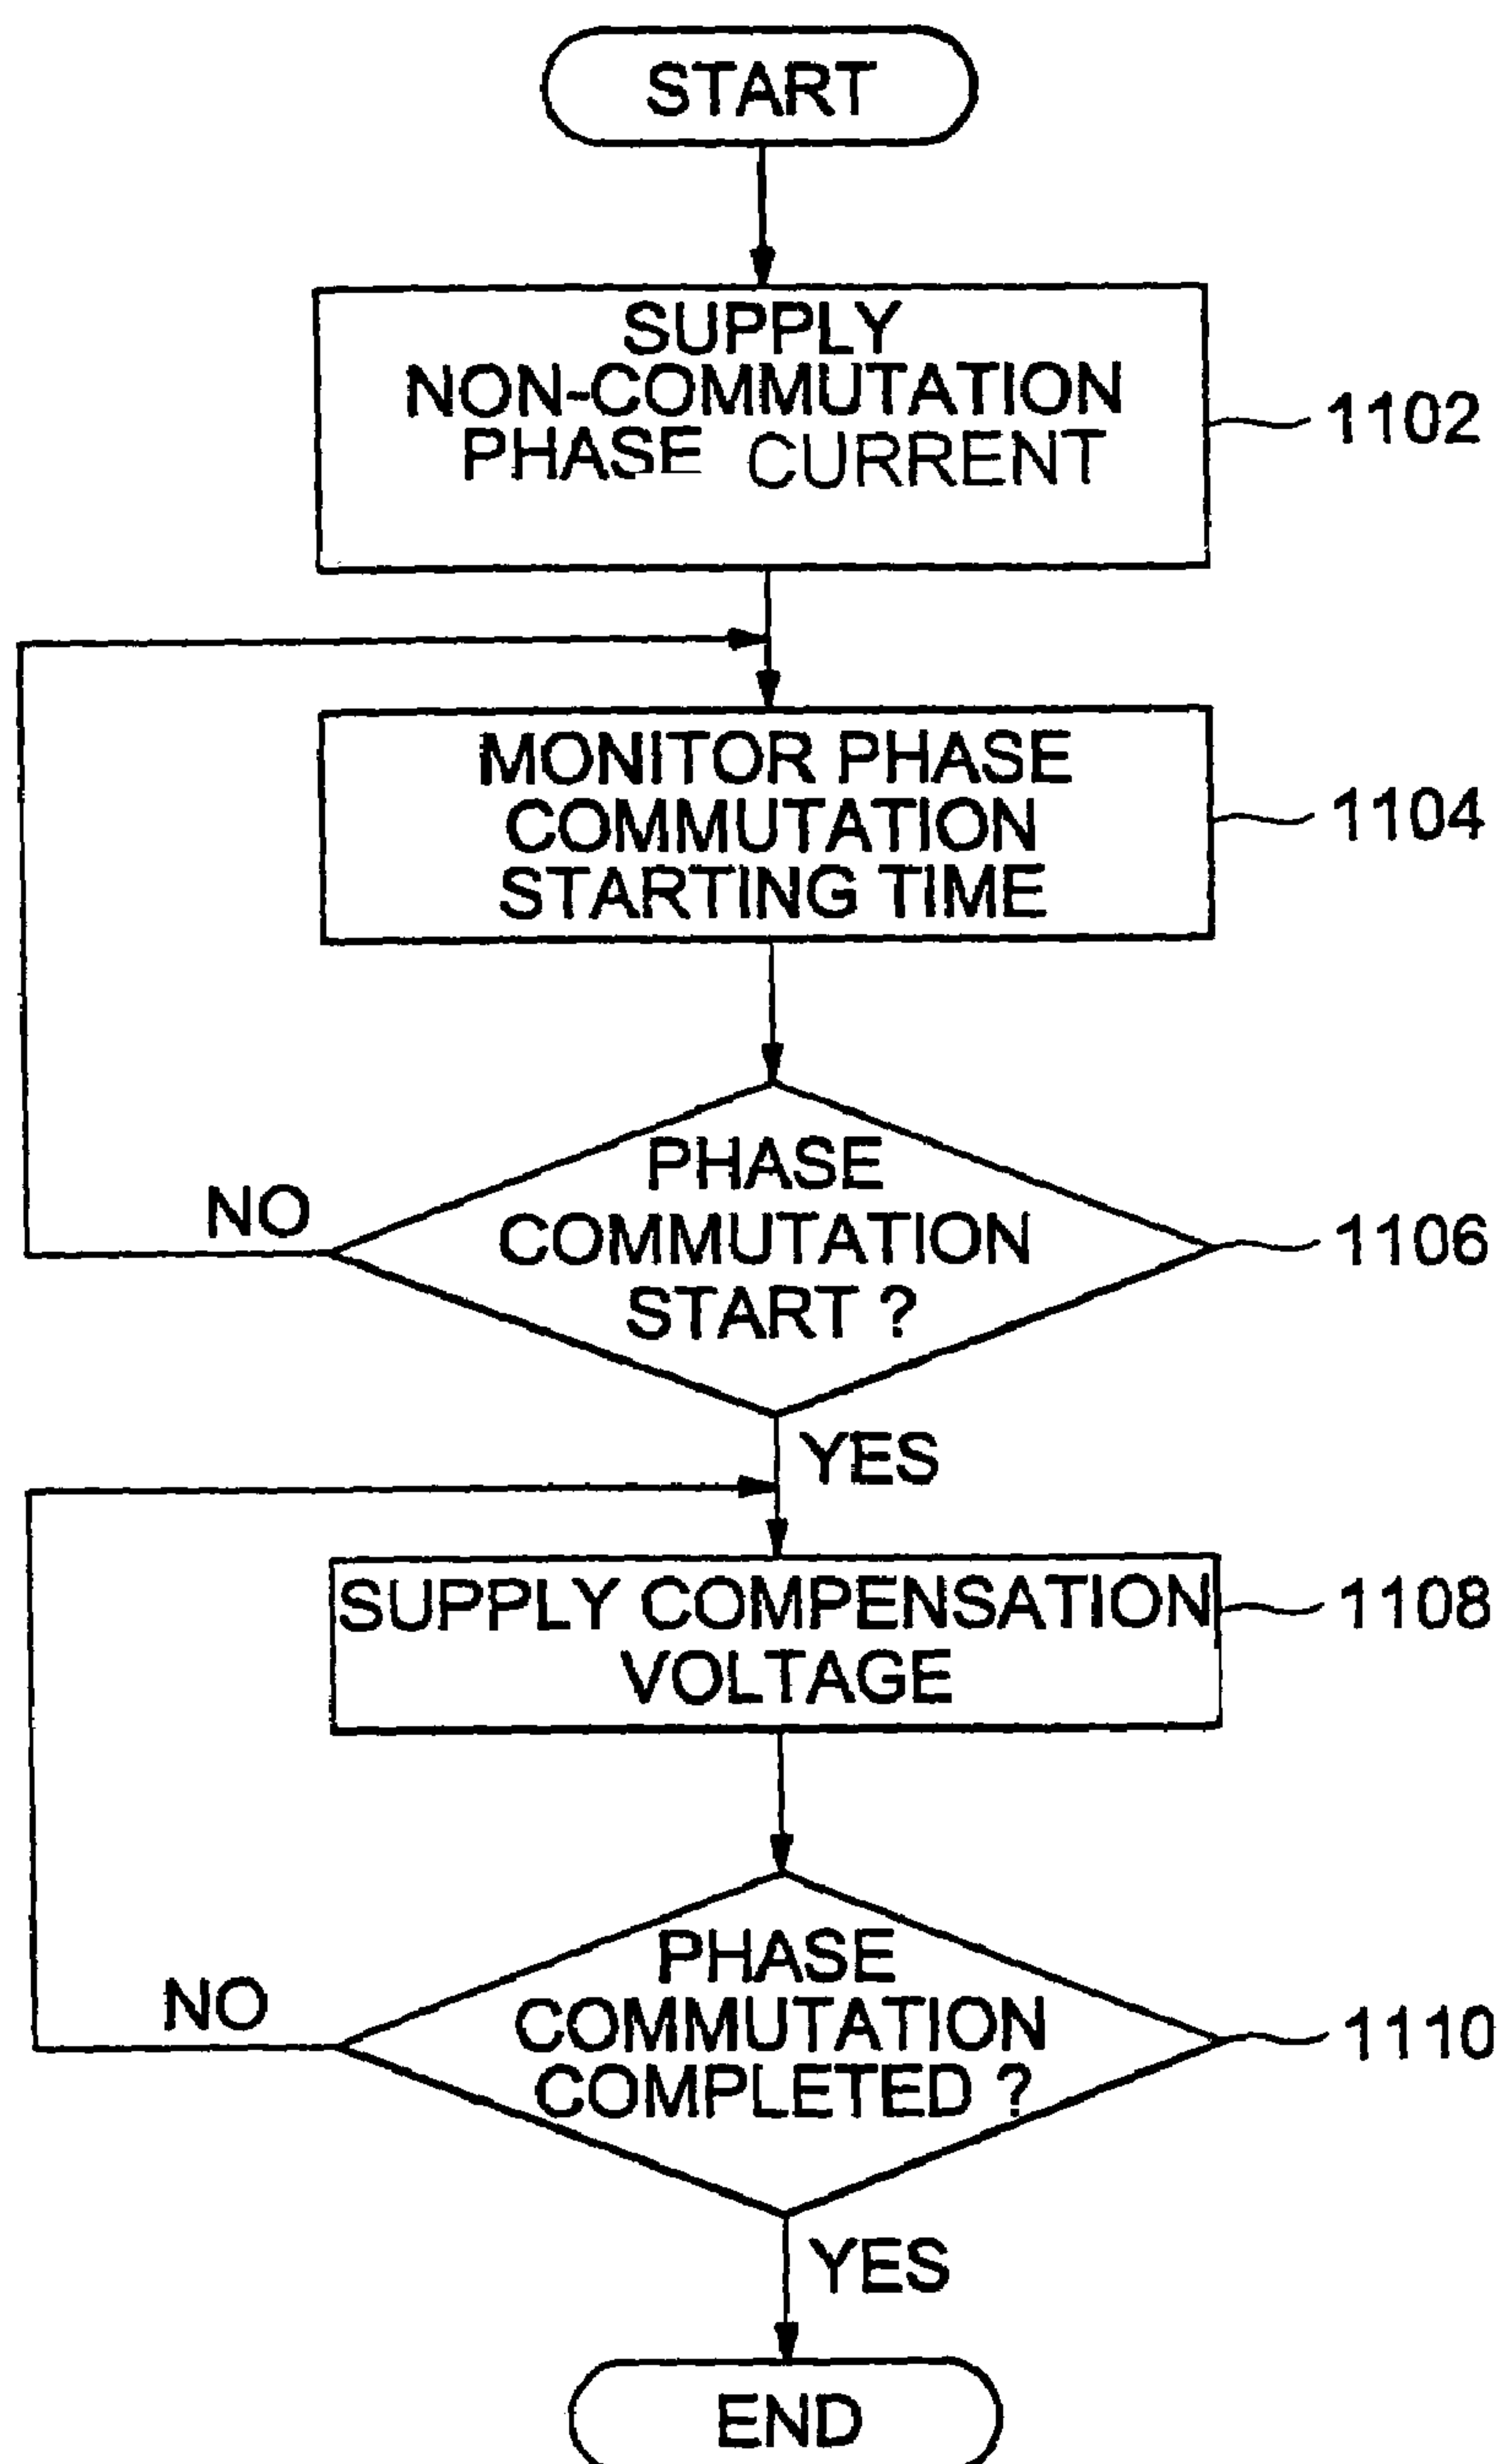 START
SUPPLY
NON-COMMUTATION
PHASE CURRENT
1102
MONITOR PHASE
COMMUTATION
STARTING TIME
1104
PHASE
COMMUTATION
START ?
1106
NO
YES
SUPPLY COMPENSATION
VOLTAGE
1108
PHASE
COMMUTATION
COMPLETED ?
1110
NO
YES
END